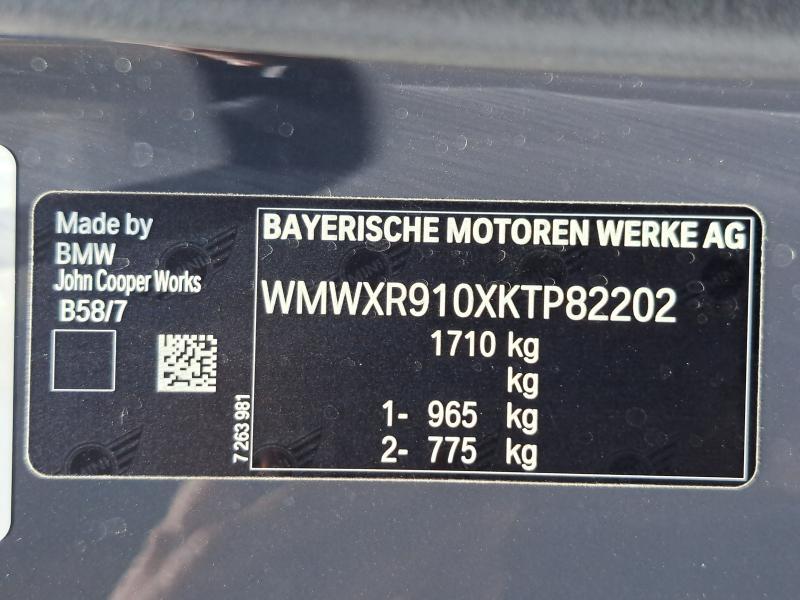 Made by
BMW
John Cooper Works
B58/7
7 263 981
BAYERISCHE MOTOREN WERKE AG
WMWXR910XKTP82202
1710 kg
kg
1- 965 kg
2- 775 kg